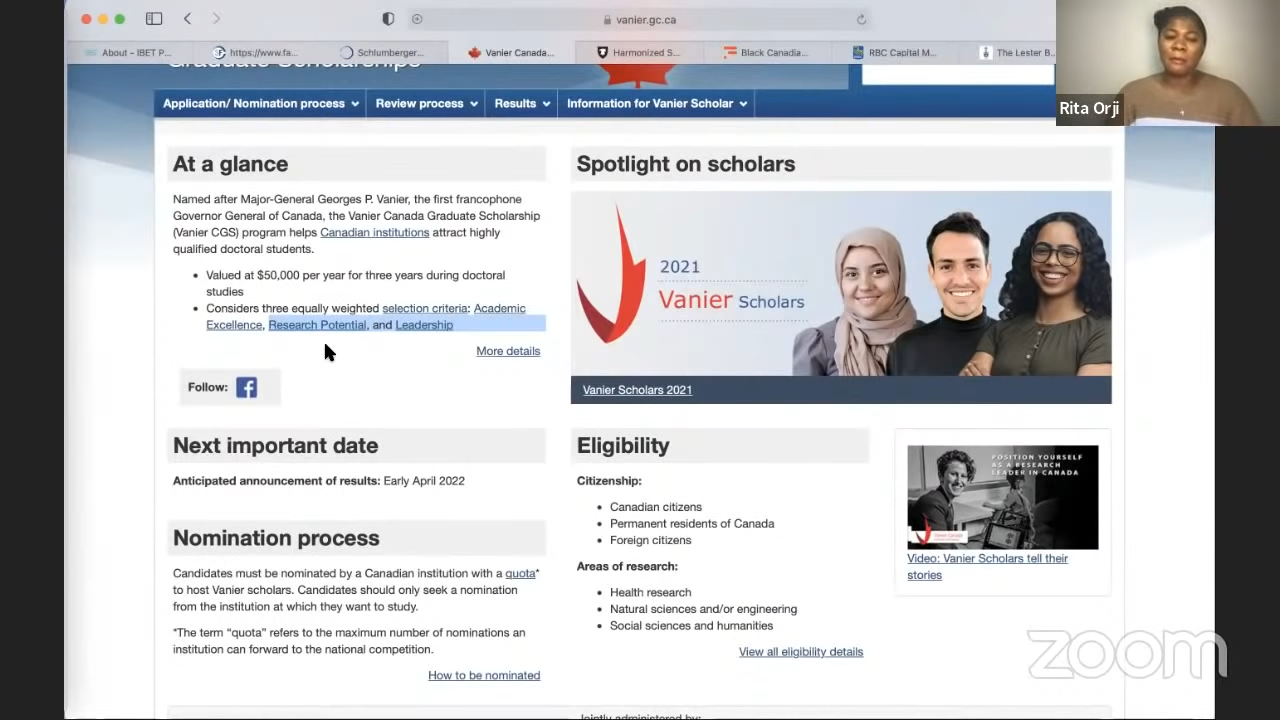 vanier.gc.ca
About – IBET P...
https://www.fa...
Schlumberger...
Vanier Canada...
Harmonized S...
Black Canadia...
RBC Capital M...
The Lester B.
Rita Orji
Graduate Scholarships
Application/ Nomination process
Review process
Results
Information for Vanier Scholar
At a glance
Named after Major-General Georges P. Vanier, the first francophone
Governor General of Canada, the Vanier Canada Graduate Scholarship
(Vanier CGS) program helps Canadian institutions attract highly
qualified doctoral students.
• Valued at $50,000 per year for three years during doctoral
studies
• Considers three equally weighted selection criteria: Academic
Excellence, Research Potential, and Leadership
More details
Follow:
Spotlight on scholars
2021
Vanier Scholars
Vanier Scholars 2021
Next important date
Anticipated announcement of results: Early April 2022
Nomination process
Candidates must be nominated by a Canadian institution with a quota*
to host Vanier scholars. Candidates should only seek a nomination
from the institution at which they want to study.
*The term “quota” refers to the maximum number of nominations an
institution can forward to the national competition.
How to be nominated
Eligibility
Citizenship:
• Canadian citizens
• Permanent residents of Canada
• Foreign citizens
Areas of research:
• Health research
• Natural sciences and/or engineering
• Social sciences and humanities
View all eligibility details
POSITION YOURSELF
AS A RESEARCH
LEADER IN CANADA
Video: Vanier Scholars tell their
stories
zoom
Jointly administered by: